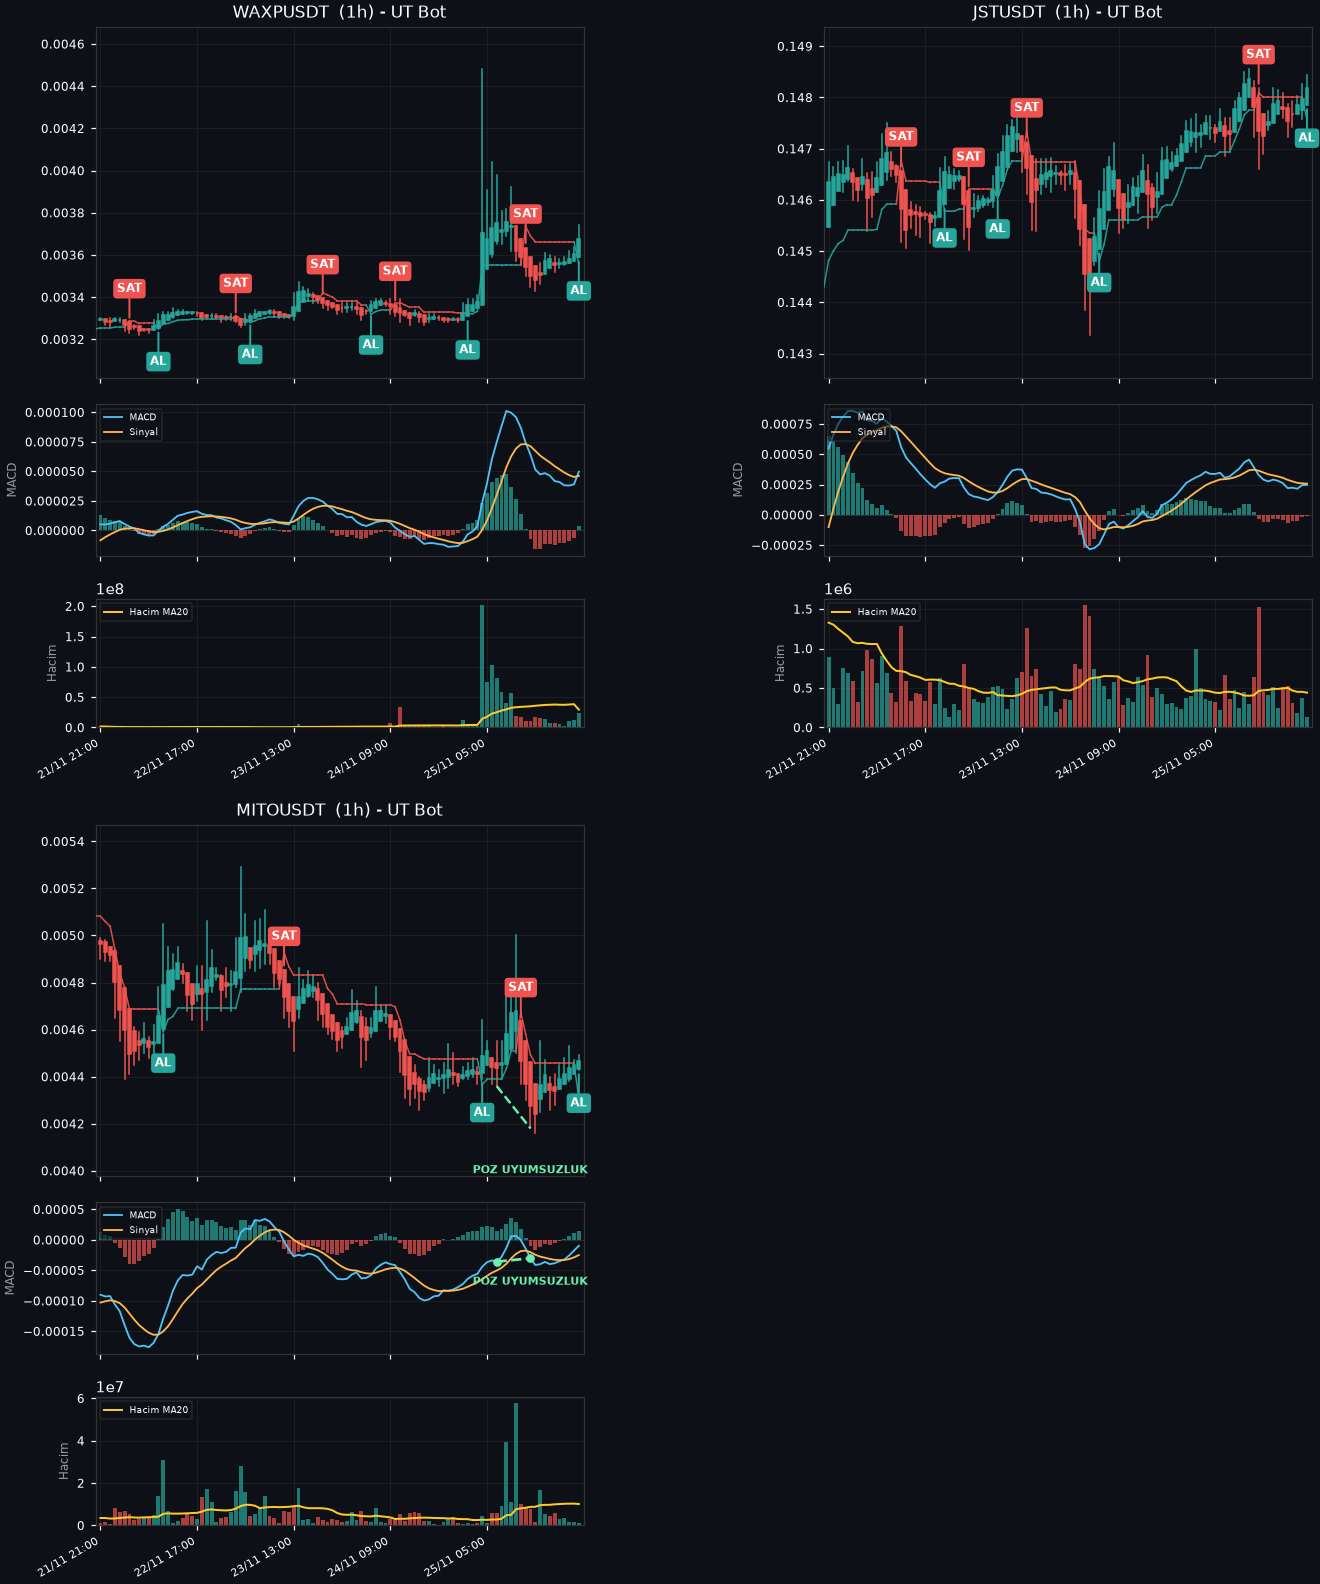 WAXPUSDT (1h) - UT Bot
0.0046
0.0044
0.0042
0.0040
0.0038
0.0036
0.0034
0.0032
SAT
SAT
SAT
SAT
SAT
AL
AL
AL
AL
AL
MACD
0.000100
0.000075
0.000050
0.000025
0.000000
MACD
Sinyal
1e8
Hacim
2.0
1.5
1.0
0.5
0.0
Hacim MA20
21/11 21:00
22/11 17:00
23/11 13:00
24/11 09:00
25/11 05:00
JSTUSDT (1h) - UT Bot
0.149
0.148
0.147
0.146
0.145
0.144
0.143
SAT
SAT
SAT
SAT
AL
AL
AL
AL
MACD
0.00075
0.00050
0.00025
0.00000
−0.00025
MACD
Sinyal
1e6
Hacim
1.5
1.0
0.5
0.0
Hacim MA20
21/11 21:00
22/11 17:00
23/11 13:00
24/11 09:00
25/11 05:00
MITOUSDT (1h) - UT Bot
0.0054
0.0052
0.0050
0.0048
0.0046
0.0044
0.0042
0.0040
SAT
SAT
AL
AL
AL
POZ UYUMSUZLUK
MACD
0.00005
0.00000
−0.00005
−0.00010
−0.00015
MACD
Sinyal
POZ UYUMSUZLUK
1e7
Hacim
6
4
2
0
Hacim MA20
21/11 21:00
22/11 17:00
23/11 13:00
24/11 09:00
25/11 05:00